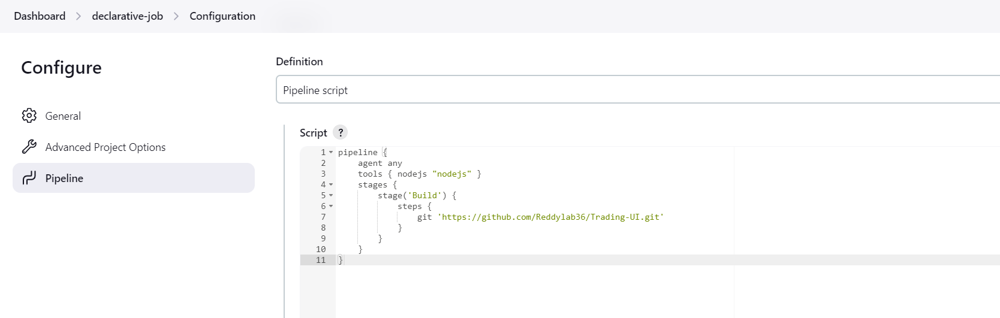 Dashboard > declarative-job > Configuration
Configure
General
Advanced Project Options
Pipeline
Definition
Pipeline script
Script ?
1 pipeline {
2     agent any
3     tools { nodejs "nodejs" }
4     stages {
5         stage('Build') {
6             steps {
7                 git 'https://github.com/Reddylab36/Trading-UI.git'
8             }
9         }
10     }
11 }